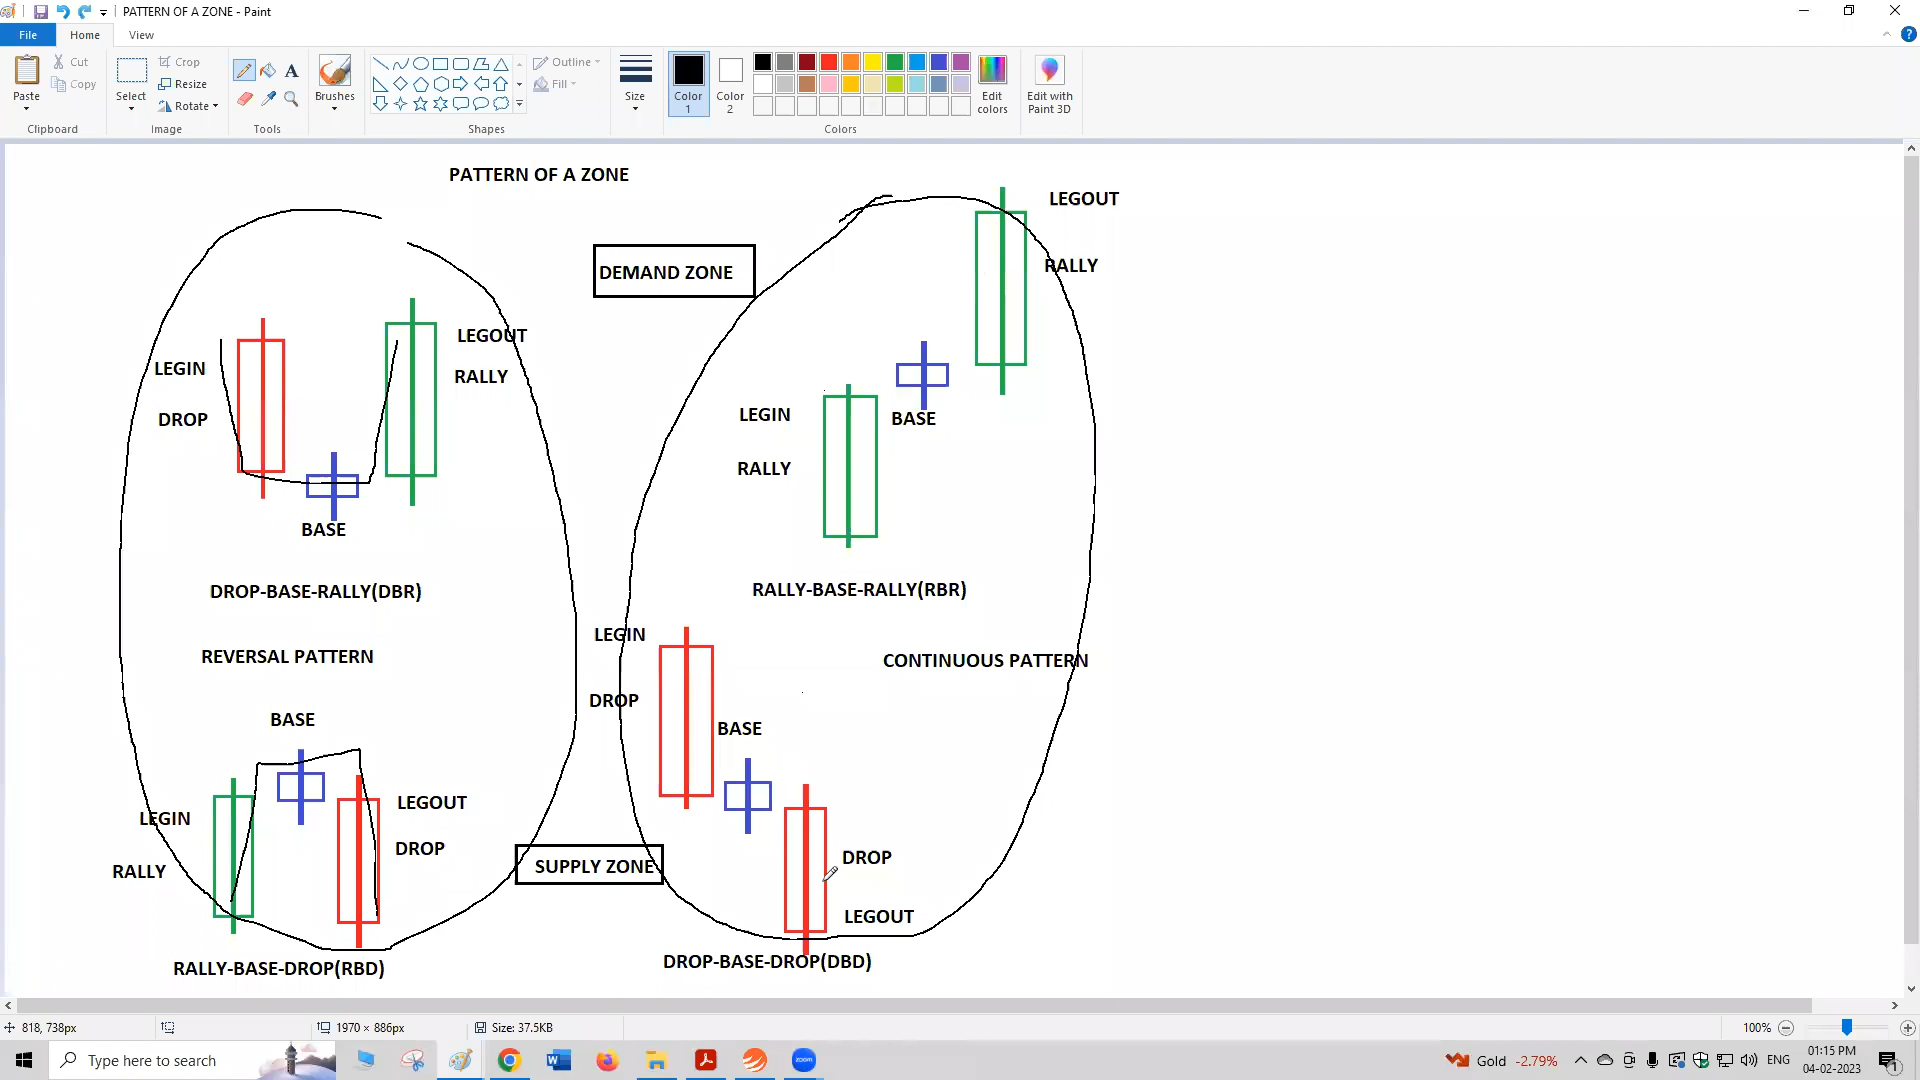 PATTERN OF A ZONE - Paint
File
Home
View
Paste
Cut
Copy
Clipboard
Select
Crop
Resize
Rotate
Image
A
Tools
Brushes
Shapes
Outline
Fill
Size
Color 1
Color 2
Edit colors
Edit with Paint 3D
Colors
PATTERN OF A ZONE
LEGOUT
DEMAND ZONE
RALLY
LEGOUT
LEGIN
RALLY
DROP
LEGIN
BASE
RALLY
BASE
DROP-BASE-RALLY(DBR)
RALLY-BASE-RALLY(RBR)
LEGIN
REVERSAL PATTERN
CONTINUOUS PATTERN
DROP
BASE
BASE
LEGIN
LEGOUT
DROP
RALLY
SUPPLY ZONE
DROP
LEGOUT
RALLY-BASE-DROP(RBD)
DROP-BASE-DROP(DBD)
818, 738px
1970 × 886px
Size: 37.5KB
100%
Type here to search
zoom
Gold -2.79%
ENG
01:15 PM
04-02-2023
1